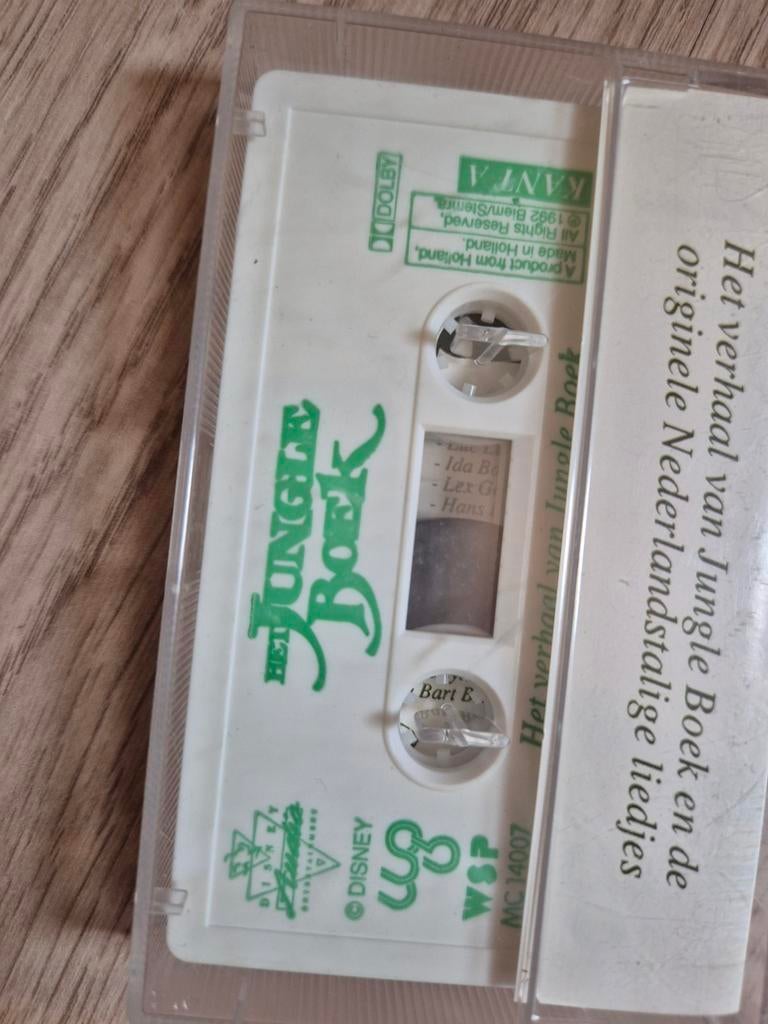 HET JUNGLE
BOEK
DOLBY
KANT A
A product from Holland,
Made in Holland.
All Rights Reserved,
℗ 1992 Biem/Stemra,
DISNEY
Audio
© DISNEY
WSP
MC 14007
Het verhaal van Jungle Boek
- Ida
- Lex
- Hans
Bart
Het verhaal van Jungle Boek en de
originele Nederlandstalige liedjes